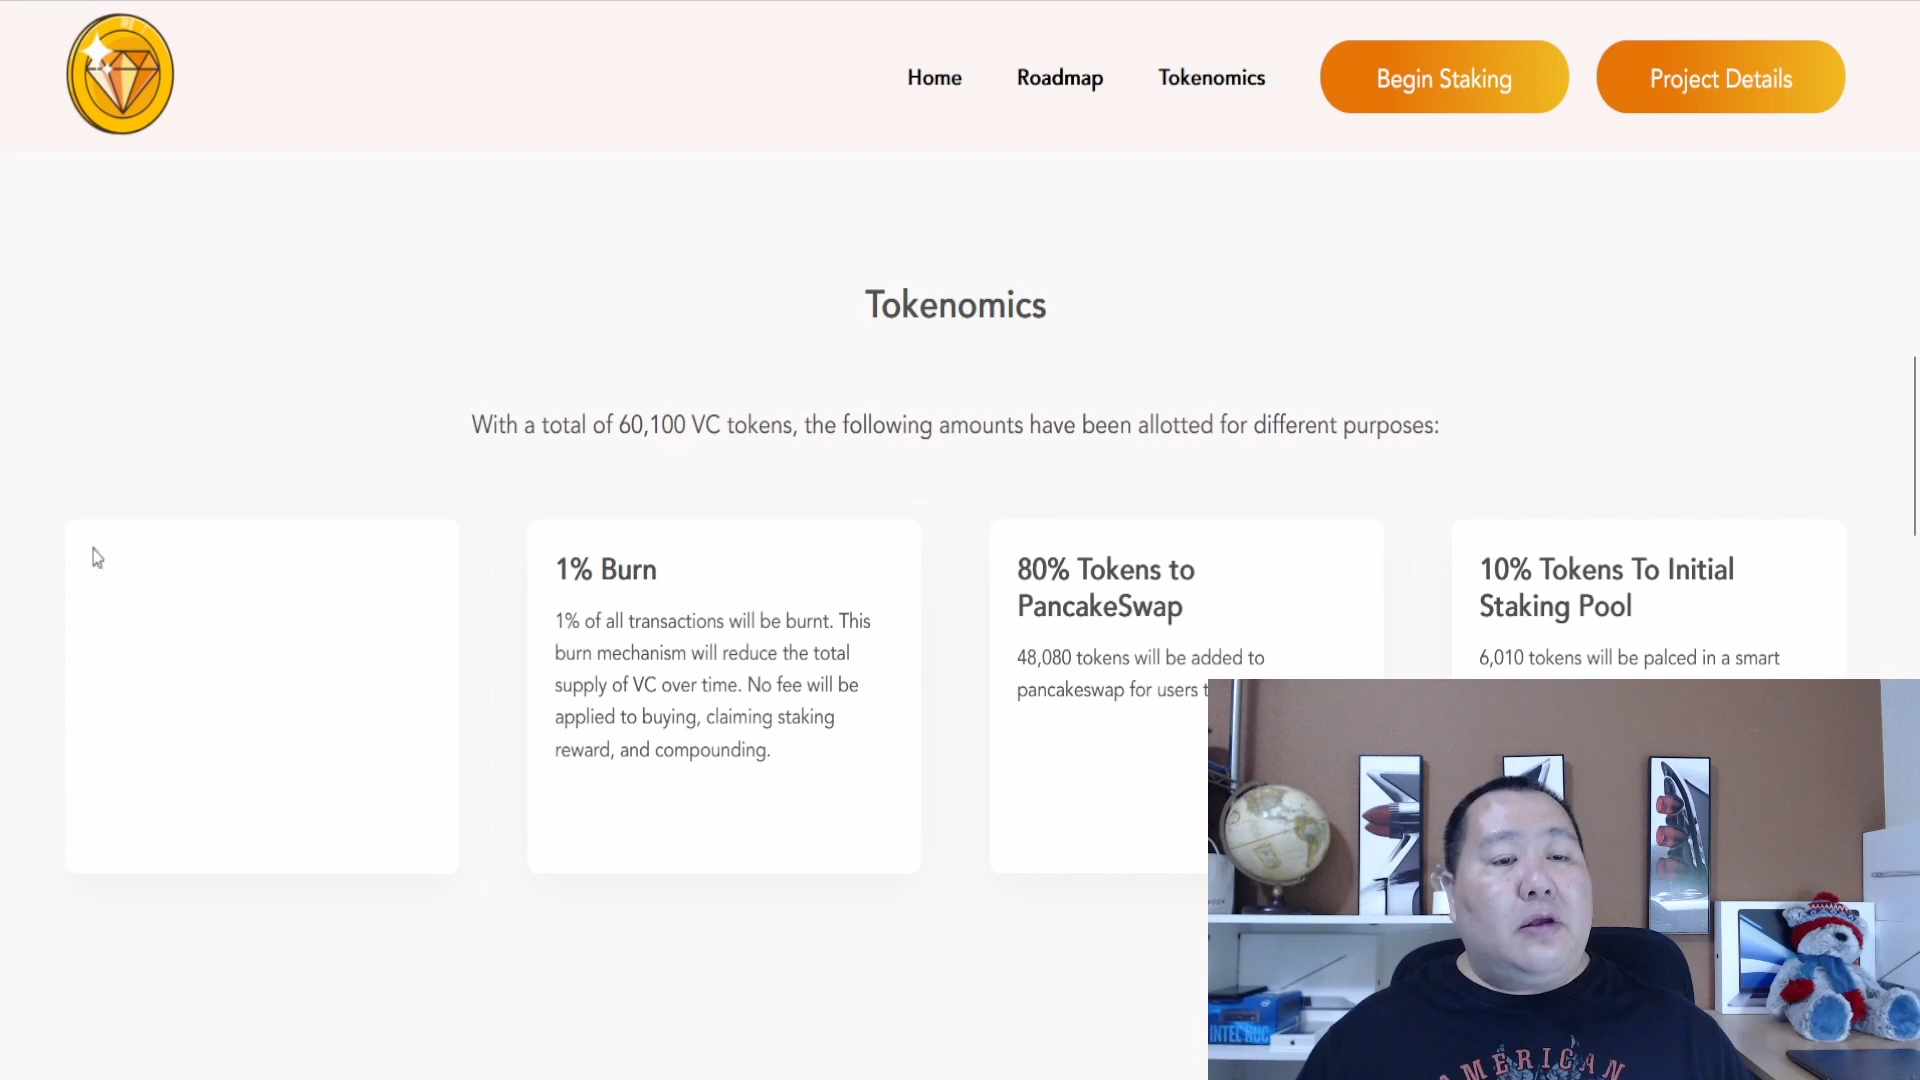 Home
Roadmap
Tokenomics
Begin Staking
Project Details
Tokenomics
With a total of 60,100 VC tokens, the following amounts have been allotted for different purposes:
1% Burn
1% of all transactions will be burnt. This
burn mechanism will reduce the total
supply of VC over time. No fee will be
applied to buying, claiming staking
reward, and compounding.
80% Tokens to
PancakeSwap
48,080 tokens will be added to
pancakeswap for users
10% Tokens To Initial
Staking Pool
6,010 tokens will be palced in a smart
INTEL NUC
AMERICAN